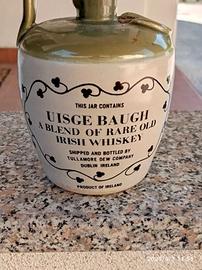 THIS JAR CONTAINS
UISGE BAUGH
A BLEND OF RARE OLD
IRISH WHISKEY
SHIPPED AND BOTTLED BY
TULLAMORE DEW COMPANY
DUBLIN IRELAND
PRODUCT OF IRELAND